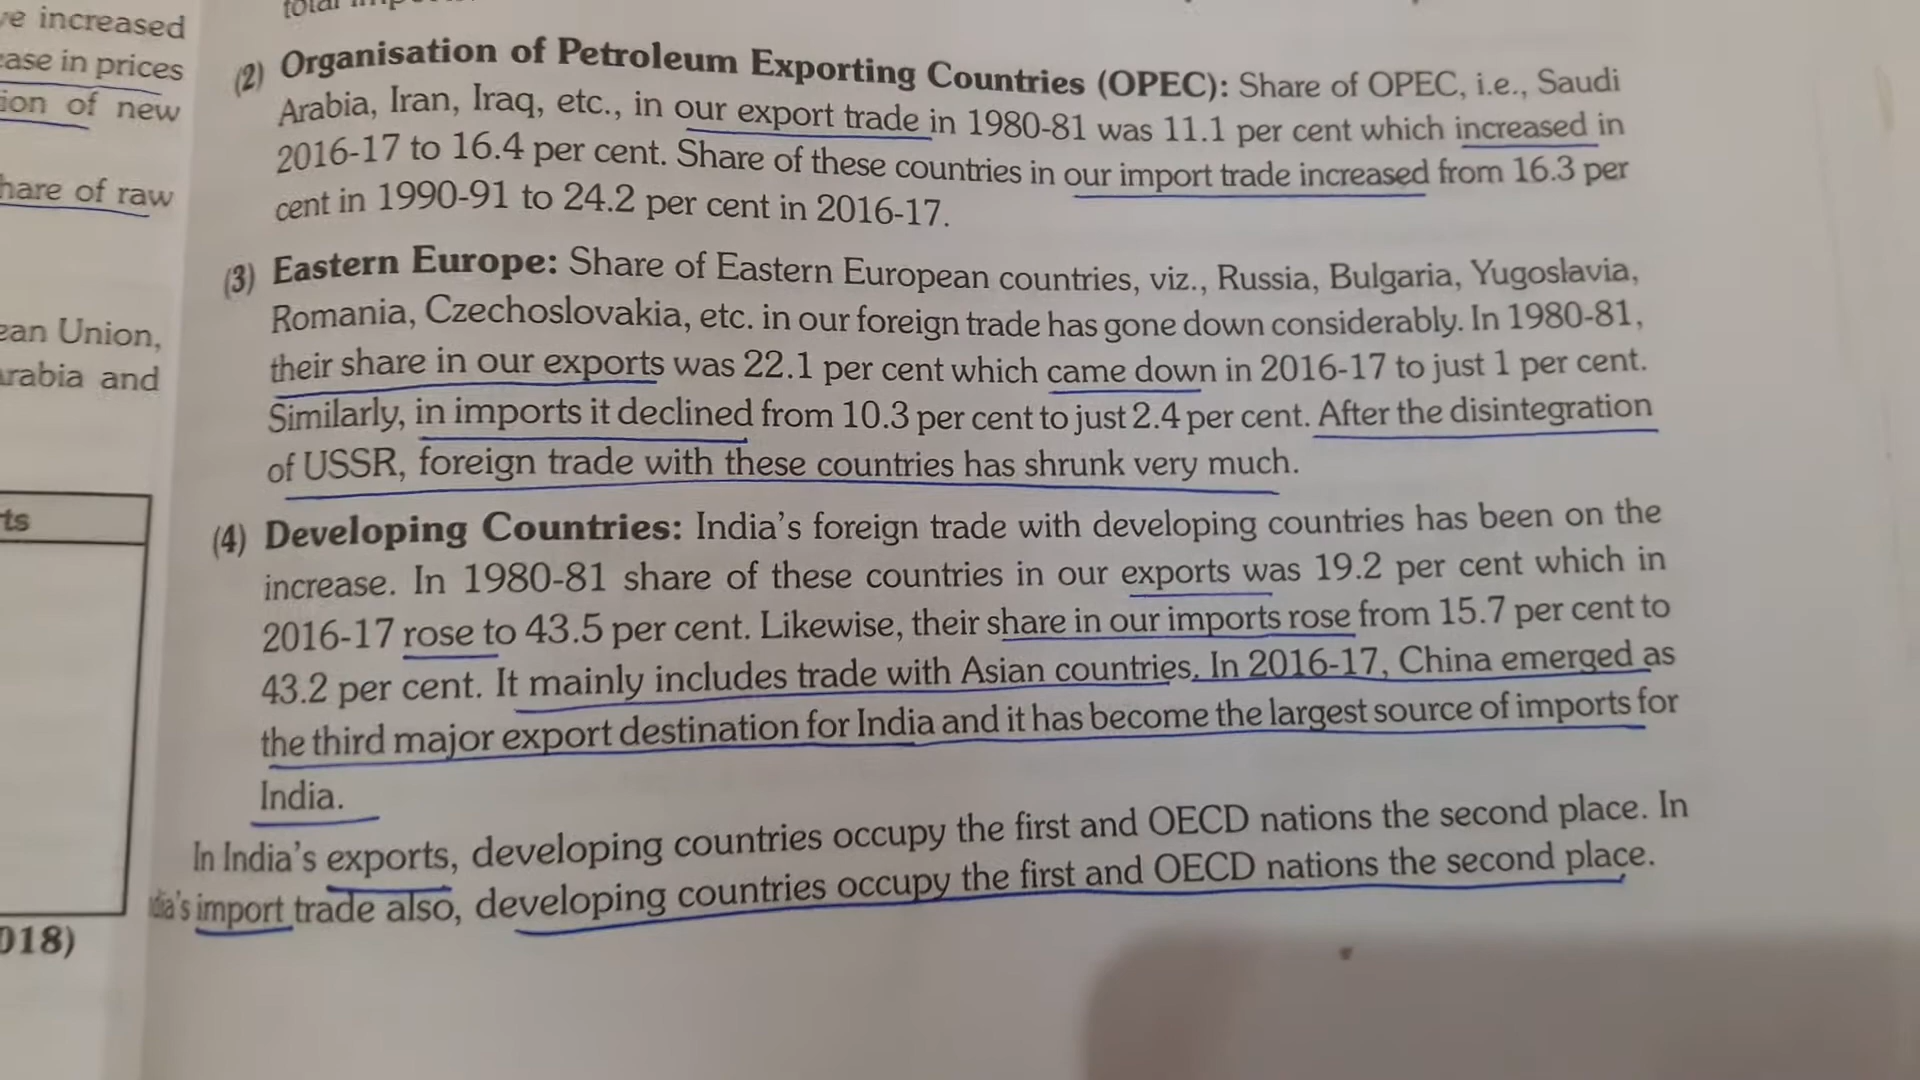 ve increased
ease in prices
ion of new
hare of raw
ean Union,
arabia and
ts
018)
total
(2) Organisation of Petroleum Exporting Countries (OPEC): Share of OPEC, i.e., Saudi
Arabia, Iran, Iraq, etc., in our export trade in 1980-81 was 11.1 per cent which increased in
2016-17 to 16.4 per cent. Share of these countries in our import trade increased from 16.3 per
cent in 1990-91 to 24.2 per cent in 2016-17.
(3) Eastern Europe: Share of Eastern European countries, viz., Russia, Bulgaria, Yugoslavia,
Romania, Czechoslovakia, etc. in our foreign trade has gone down considerably. In 1980-81,
their share in our exports was 22.1 per cent which came down in 2016-17 to just 1 per cent.
Similarly, in imports it declined from 10.3 per cent to just 2.4 per cent. After the disintegration
of USSR, foreign trade with these countries has shrunk very much.
(4) Developing Countries: India's foreign trade with developing countries has been on the
increase. In 1980-81 share of these countries in our exports was 19.2 per cent which in
2016-17 rose to 43.5 per cent. Likewise, their share in our imports rose from 15.7 per cent to
43.2 per cent. It mainly includes trade with Asian countries. In 2016-17, China emerged as
the third major export destination for India and it has become the largest source of imports for
India.
In India's exports, developing countries occupy the first and OECD nations the second place. In
dia's import trade also, developing countries occupy the first and OECD nations the second place.